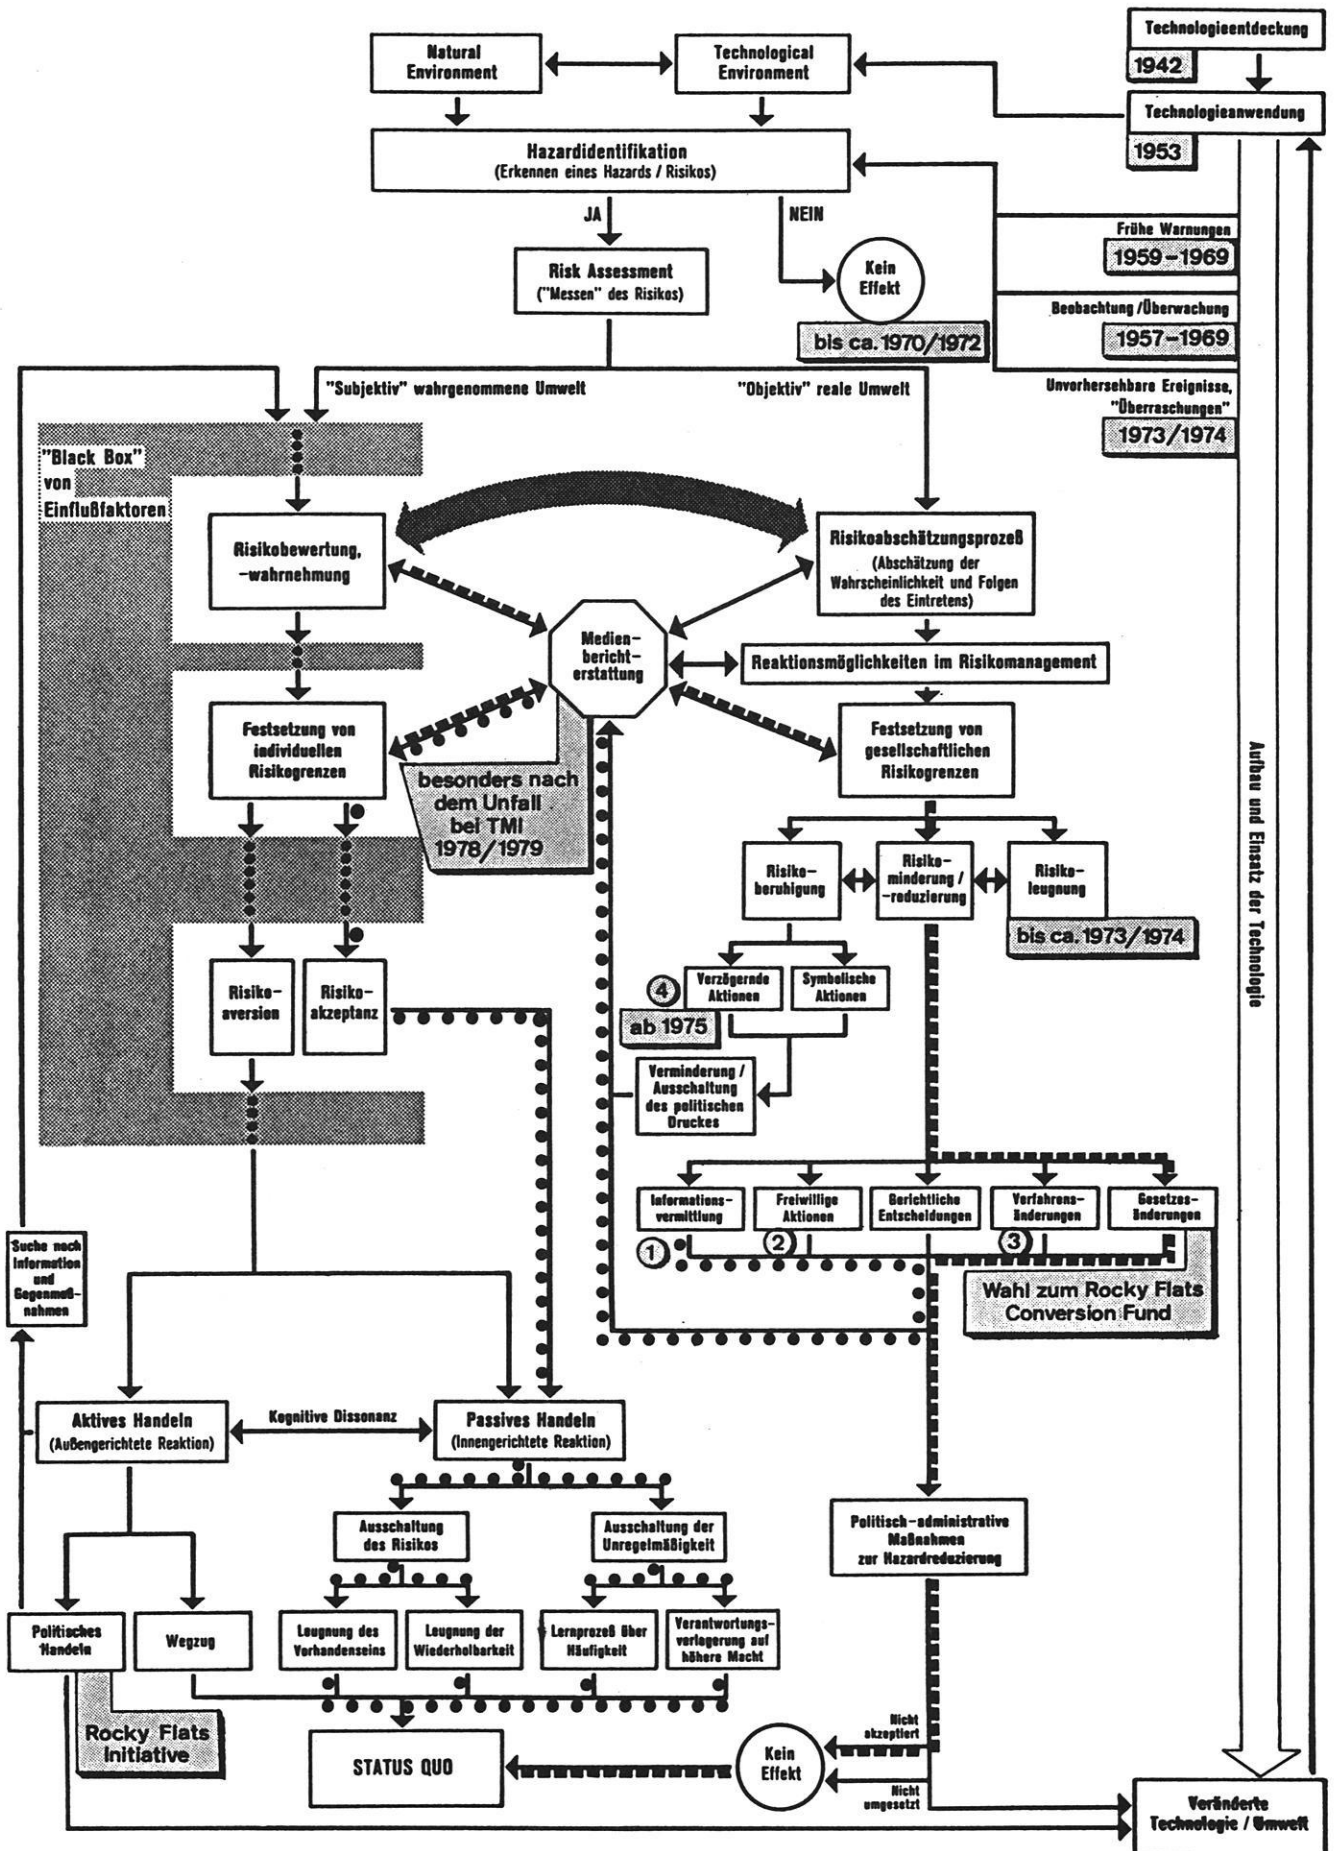 Technologieentdeckung
1942
Natural
Environment
Technological
Environment
Technologieanwendung
1953
Hazardidentifikation
(Erkennen eines Hazards / Risikos)
JA
NEIN
Frühe Warnungen
1959-1969
Risk Assessment
("Messen" des Risikos)
Kein
Effekt
bis ca. 1970/1972
Beobachtung/Überwachung
1957-1969
"Subjektiv" wahrgenommene Umwelt
"Objektiv" reale Umwelt
Unvorhersehbare Ereignisse,
"Überraschungen"
1973/1974
"Black Box"
von
Einflußfaktoren
Risikobewertung,
-wahrnehmung
Risikoabschätzungsprozeß
(Abschätzung der
Wahrscheinlichkeit und Folgen
des Eintretens)
Medien-
bericht-
erstattung
Reaktionsmöglichkeiten im Risikomanagement
Festsetzung von
individuellen
Risikogrenzen
Festsetzung von
gesellschaftlichen
Risikogrenzen
besonders nach
dem Unfall
bei TMI
1978/1979
Aufbau und Einsatz der Technologie
Risiko-
beruhigung
Risiko-
minderung/
-reduzierung
Risiko-
leugnung
bis ca. 1973/1974
Risiko-
aversion
Risiko-
akzeptanz
4
Verzögernde
Aktionen
Symbolische
Aktionen
ab 1975
Verminderung /
Ausschaltung
des politischen
Druckes
Informations-
vermittlung
Freiwillige
Aktionen
Gerichtliche
Entscheidungen
Verfahrens-
änderungen
Gesetzes-
änderungen
1
2
3
Wahl zum Rocky Flats
Conversion Fund
Suche nach
Information
und
Gegenmaß-
nahmen
Aktives Handeln
(Außengerichtete Reaktion)
Kognitive Dissonanz
Passives Handeln
(Innengerichtete Reaktion)
Ausschaltung
des Risikos
Ausschaltung der
Unregelmäßigkeit
Politisch-administrative
Maßnahmen
zur Hazardreduzierung
Politisches
Handeln
Wegzug
Leugnung des
Vorhandenseins
Leugnung der
Wiederholbarkeit
Lernprozeß über
Häufigkeit
Verantwortungs-
verlagerung auf
höhere Macht
Rocky Flats
Initiative
STATUS QUO
Kein
Effekt
Nicht
akzeptiert
Nicht
umgesetzt
Veränderte
Technologie / Umwelt